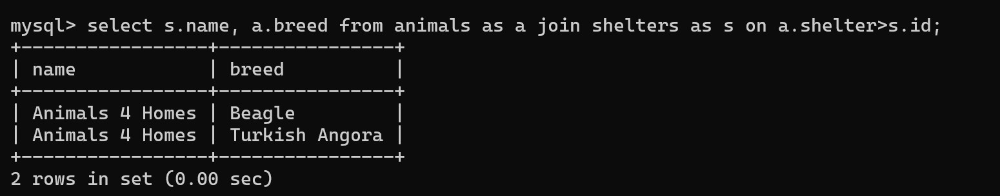 mysql> select s.name, a.breed from animals as a join shelters as s on a.shelter>s.id;
+-----------------+----------------+
| name            | breed          |
+-----------------+----------------+
| Animals 4 Homes | Beagle         |
| Animals 4 Homes | Turkish Angora |
+-----------------+----------------+
2 rows in set (0.00 sec)